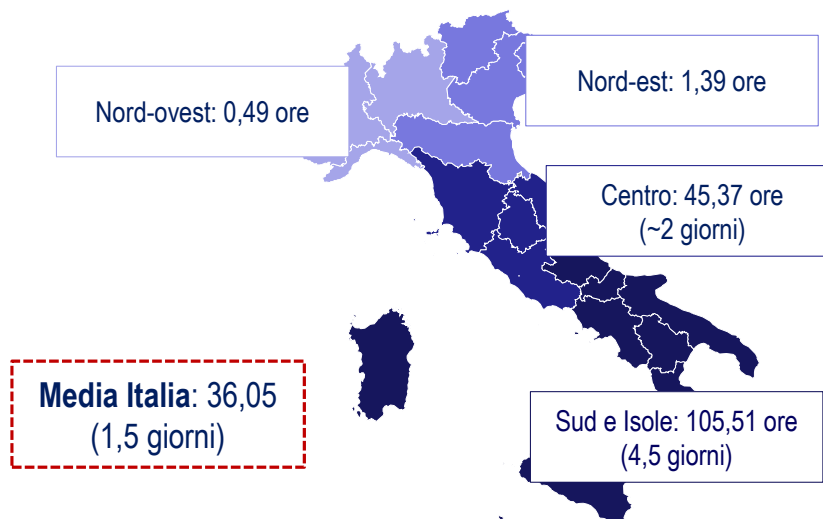 Nord-ovest: 0,49 ore
Nord-est: 1,39 ore
Centro: 45,37 ore
(~2 giorni)
Media Italia: 36,05
(1,5 giorni)
Sud e Isole: 105,51 ore
(4,5 giorni)